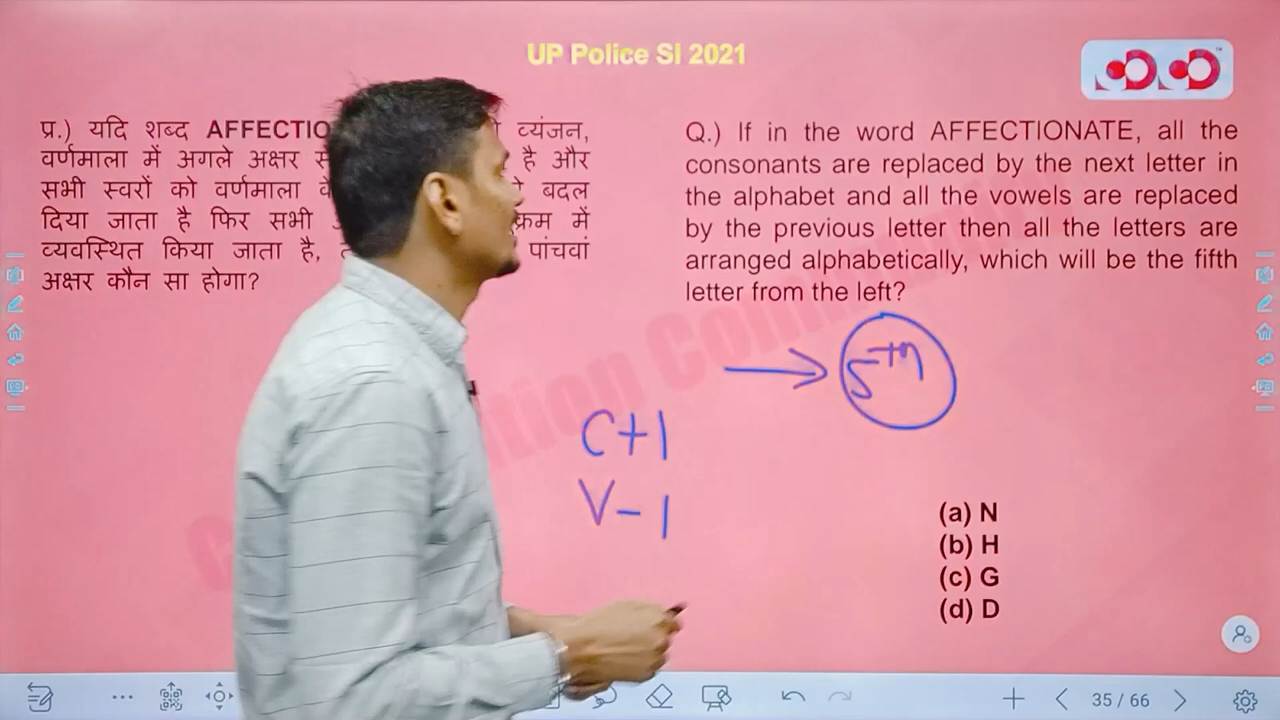 UP Police SI 2021
प्र.) यदि शब्द AFFECTIO व्यंजन,
वर्णमाला में अगले अक्षर है और
सभी स्वरों को वर्णमाला बदल
दिया जाता है फिर सभी में
व्यवस्थित किया जाता है, पांचवां
अक्षर कौन सा होगा?
Q.) If in the word AFFECTIONATE, all the
consonants are replaced by the next letter in
the alphabet and all the vowels are replaced
by the previous letter then all the letters are
arranged alphabetically, which will be the fifth
letter from the left?
5th
C+1
V-1
(a) N
(b) H
(c) G
(d) D
35 / 66